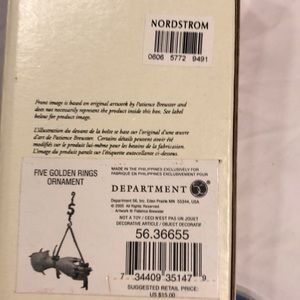 NORDSTROM
0606 5772 9491
Front image is based on original artwork by Patience Brewster and
does not necessarily represent the product inside this box. See label
below for product image.
L'illustration du devant de la boîte se base sur l'original d'une œuvre
d'art de Patience Brewster. Certains détails peuvent avoir été
modifiés sur le produit lui-même pour les besoins de la fabrication.
L'image du produit parait sur l'étiquette autocollante ci-dessous.
FIVE GOLDEN RINGS
ORNAMENT
MADE IN THE PHILIPPINES EXCLUSIVELY FOR
FABRIQUE EN PHILIPPINES EXCLUSIVEMENT POUR
DEPARTMENT 56
Department 56, Inc. Eden Prairie MN 55344, USA
© 2005 All Rights Reserved
Artwork © Patience Brewster
NOT A TOY / CECI N'EST PAS UN JOUET
DECORATIVE ARTICLE / OBJECT DECORATIF
56.36655
7 34409 35147 9
SUGGESTED RETAIL PRICE:
US $15.00